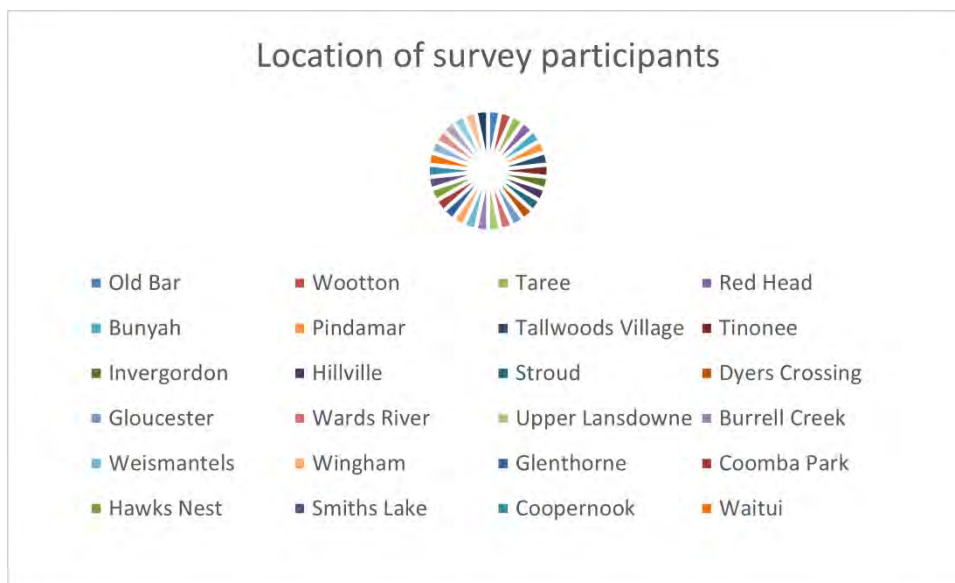 Location of survey participants
Old Bar Wootton Taree Red Head
Bunyah Pindamar Tallwoods Village Tinonee
Invergordon Hillville Stroud Dyers Crossing
Gloucester Wards River Upper Lansdowne Burrell Creek
Weismantels Wingham Glenthorne Coomba Park
Hawks Nest Smiths Lake Coopernook Waitui